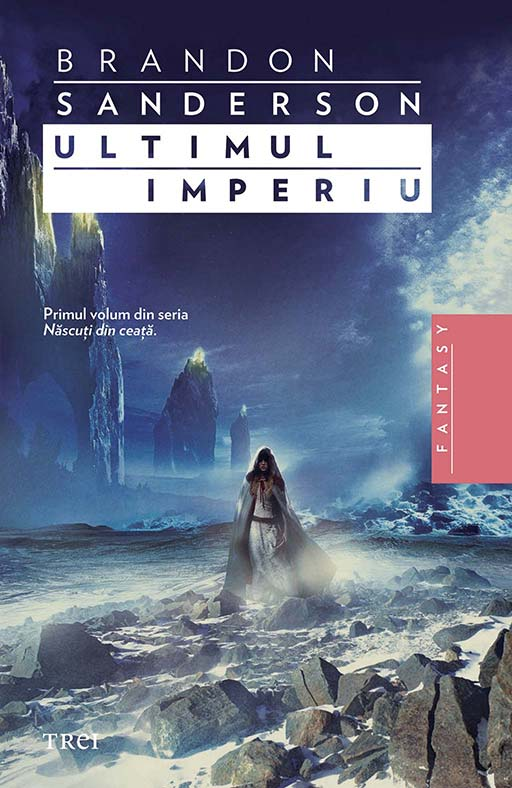 BRANDON
SANDERSON
ULTIMUL
IMPERIU
Primul volum din seria
Născuți din ceață.
FANTASY
TREI